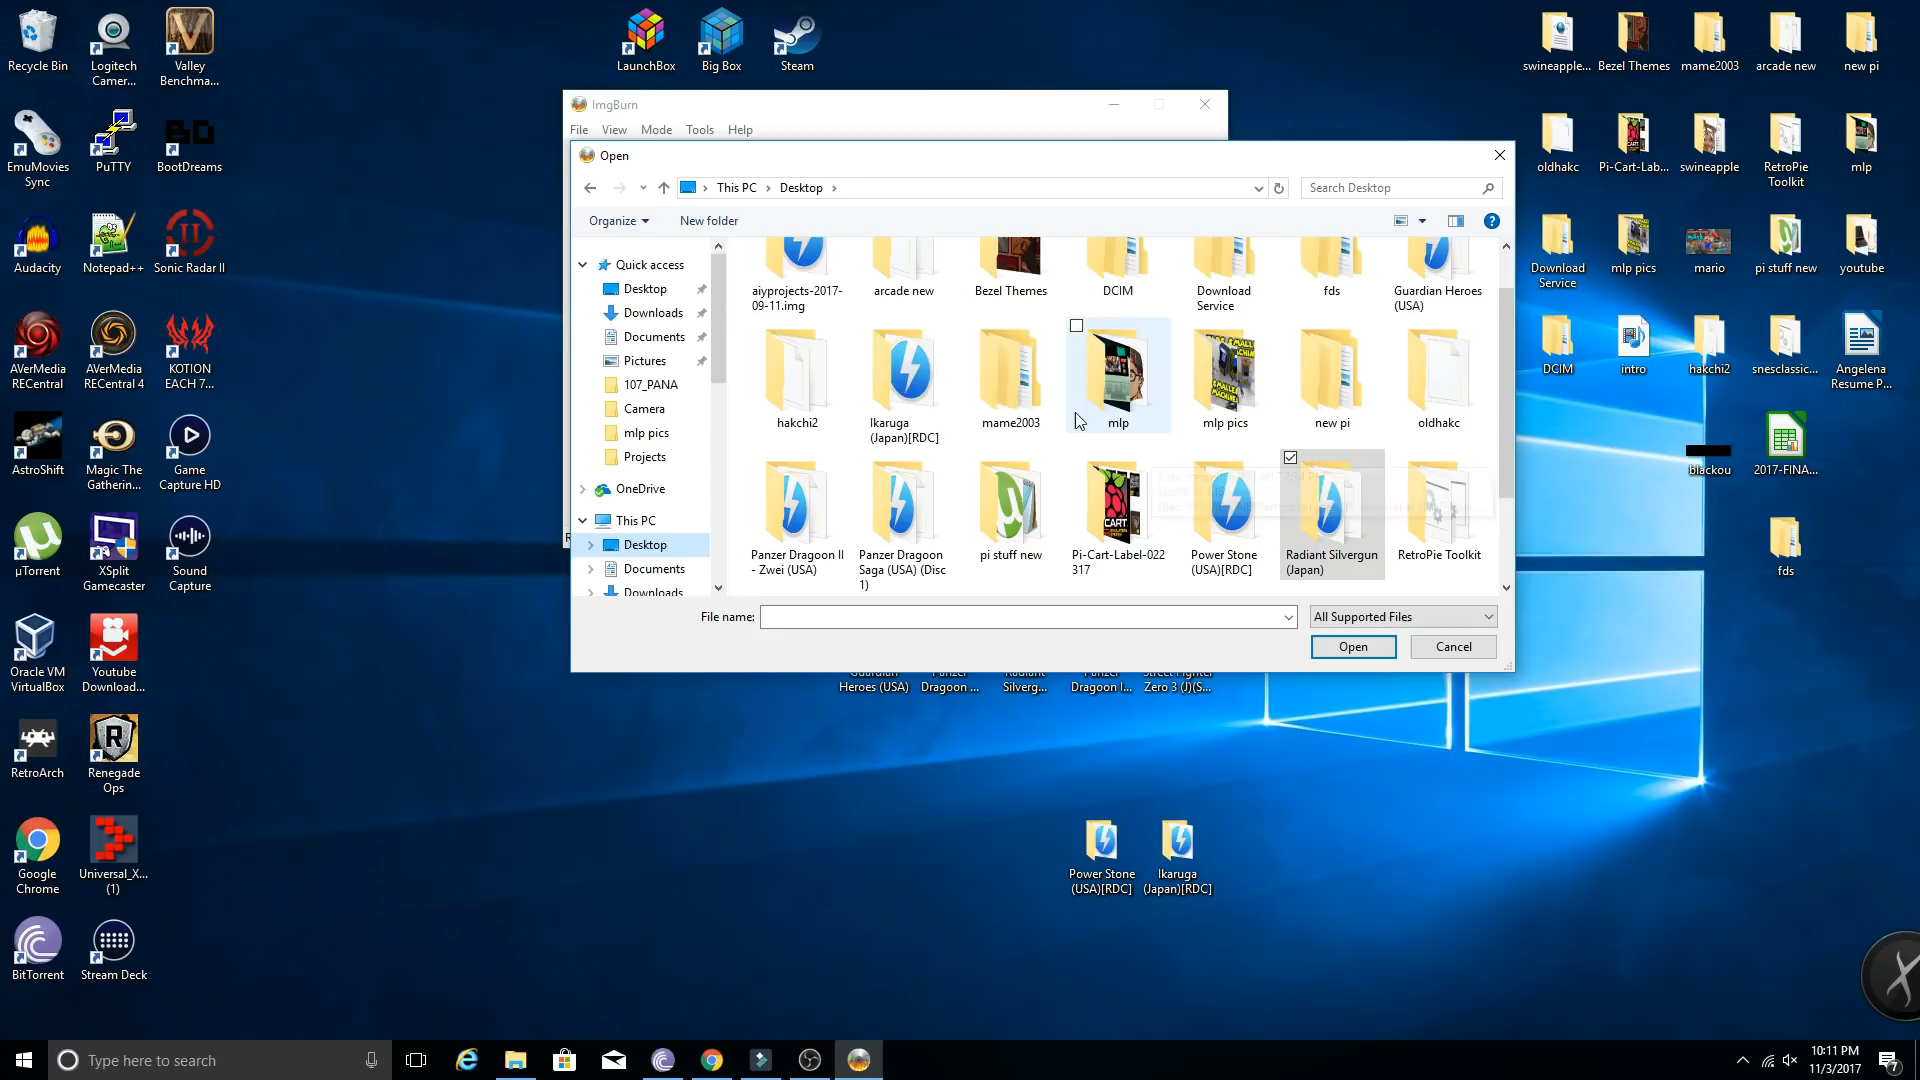 Recycle Bin
Logitech
Camer...
Valley
Benchma...
EmuMovies
Sync
PuTTY
BD
BootDreams
Audacity
Notepad++
Sonic Radar II
AVerMedia
RECentral
AVerMedia
RECentral 4
KOTION
EACH 7...
AstroShift
Magic The
Gatherin...
Game
Capture HD
µTorrent
XSplit
Gamecaster
Sound
Capture
Oracle VM
VirtualBox
Youtube
Download...
RetroArch
Renegade
Ops
Google
Chrome
Universal_X...
(1)
BitTorrent
Stream Deck
LaunchBox
Big Box
Steam
swineapple...
Bezel Themes
mame2003
arcade new
new pi
oldhakc
Pi-Cart-Lab...
swineapple
RetroPie
Toolkit
mlp
Download
Service
mlp pics
mario
pi stuff new
youtube
DCIM
intro
hakchi2
snesclassic...
Angelena
Resume P...
blackou
2017-FINA...
fds
ImgBurn
File View Mode Tools Help
Open
This PC
Desktop
Search Desktop
Organize
New folder
Quick access
Desktop
Downloads
Documents
Pictures
107_PANA
Camera
mlp pics
Projects
OneDrive
This PC
Desktop
Documents
Downloads
aiyprojects-2017-
09-11.img
arcade new
Bezel Themes
DCIM
Download
Service
fds
Guardian Heroes
(USA)
hakchi2
Ikaruga
(Japan)[RDC]
mame2003
mlp
mlp pics
new pi
oldhakc
Panzer Dragoon II
- Zwei (USA)
Panzer Dragoon
Saga (USA) (Disc
1)
pi stuff new
Pi-Cart-Label-022
317
Power Stone
(USA)[RDC]
Radiant Silvergun
(Japan)
RetroPie Toolkit
File name:
All Supported Files
Open
Cancel
Guardian
Heroes (USA)
Panzer
Dragoon ...
Radiant
Silverg...
Panzer
Dragoon I...
Street Fighter
Zero 3 (J)(S...
Power Stone
(USA)[RDC]
Ikaruga
(Japan)[RDC]
Type here to search
10:11 PM
11/3/2017
7